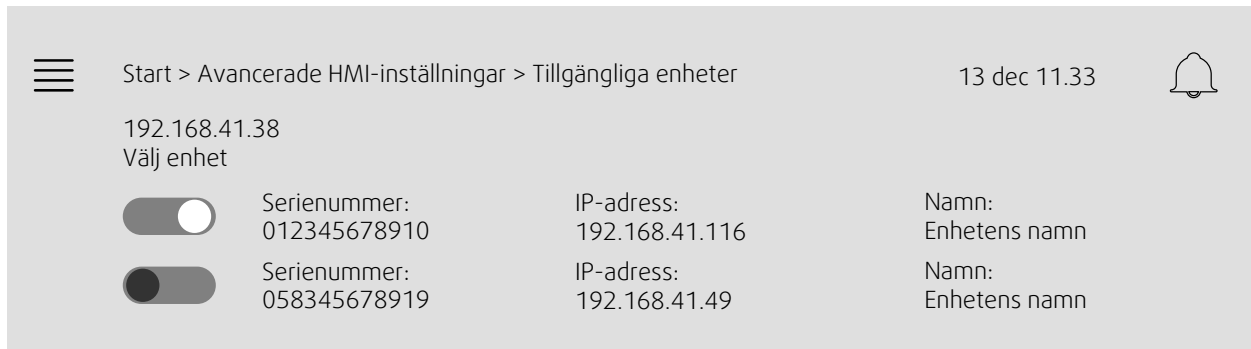 Start > Avancerade HMI-inställningar > Tillgängliga enheter 13 dec 11.33
192.168.41.38
Välj enhet
Serienummer: IP-adress: Namn:
012345678910 192.168.41.116 Enhetens namn
Serienummer: IP-adress: Namn:
058345678919 192.168.41.49 Enhetens namn